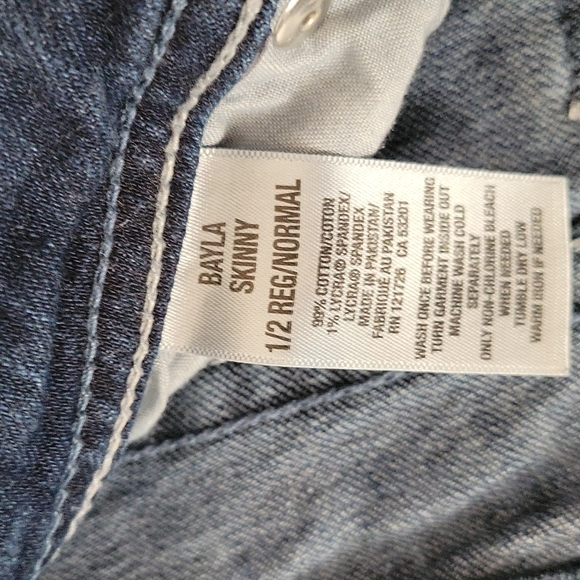 BAYLA
SKINNY
1/2 REG/NORMAL
99% COTTON/COTON
1% LYCRA® SPANDEX/
LYCRA® SPANDEX
MADE IN PAKISTAN/
FABRIQUÉ AU PAKISTAN
RN 121726 CA 53201
WASH ONCE BEFORE WEARING
TURN GARMENT INSIDE OUT
MACHINE WASH COLD
SEPARATELY
ONLY NON-CHLORINE BLEACH
WHEN NEEDED
TUMBLE DRY LOW
WARM IRON IF NEEDED